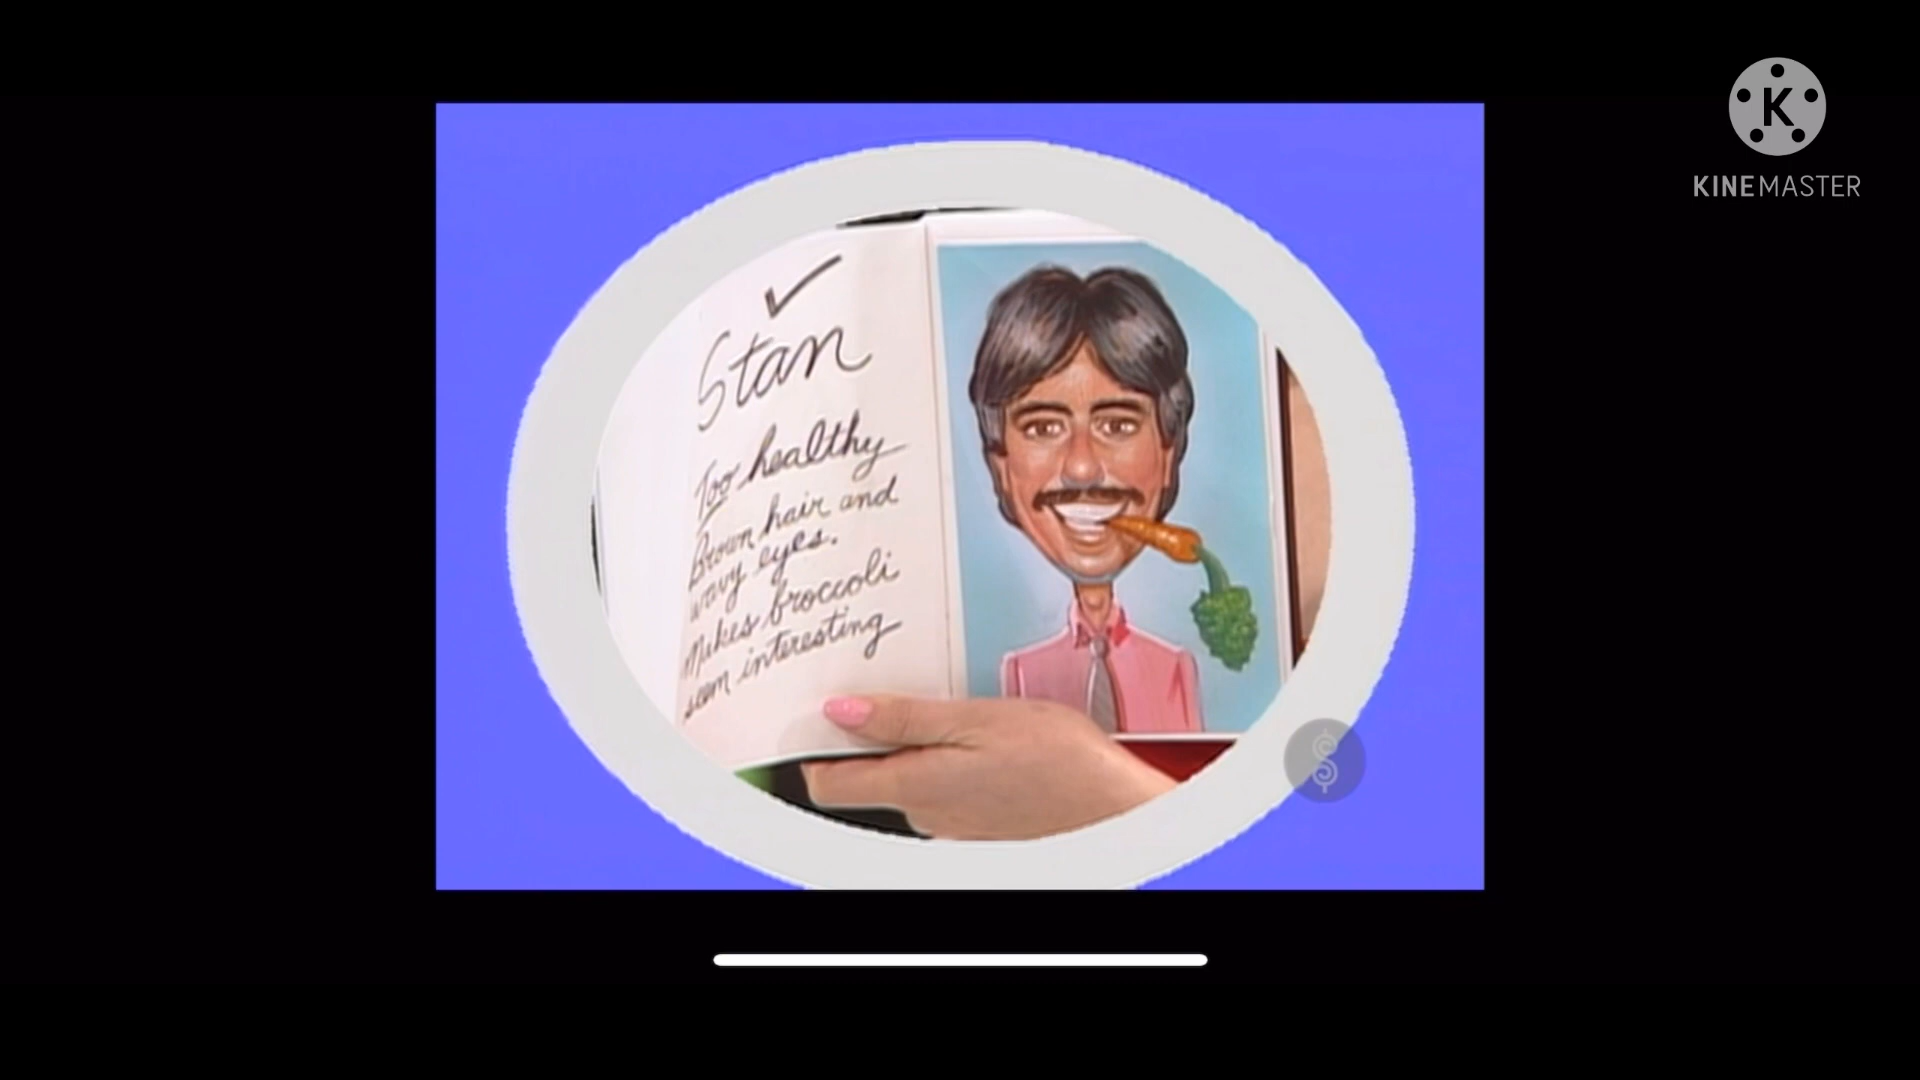 KINEMASTER
Stan
Too healthy
Brown hair and
wavy eyes.
Makes broccoli
seem interesting